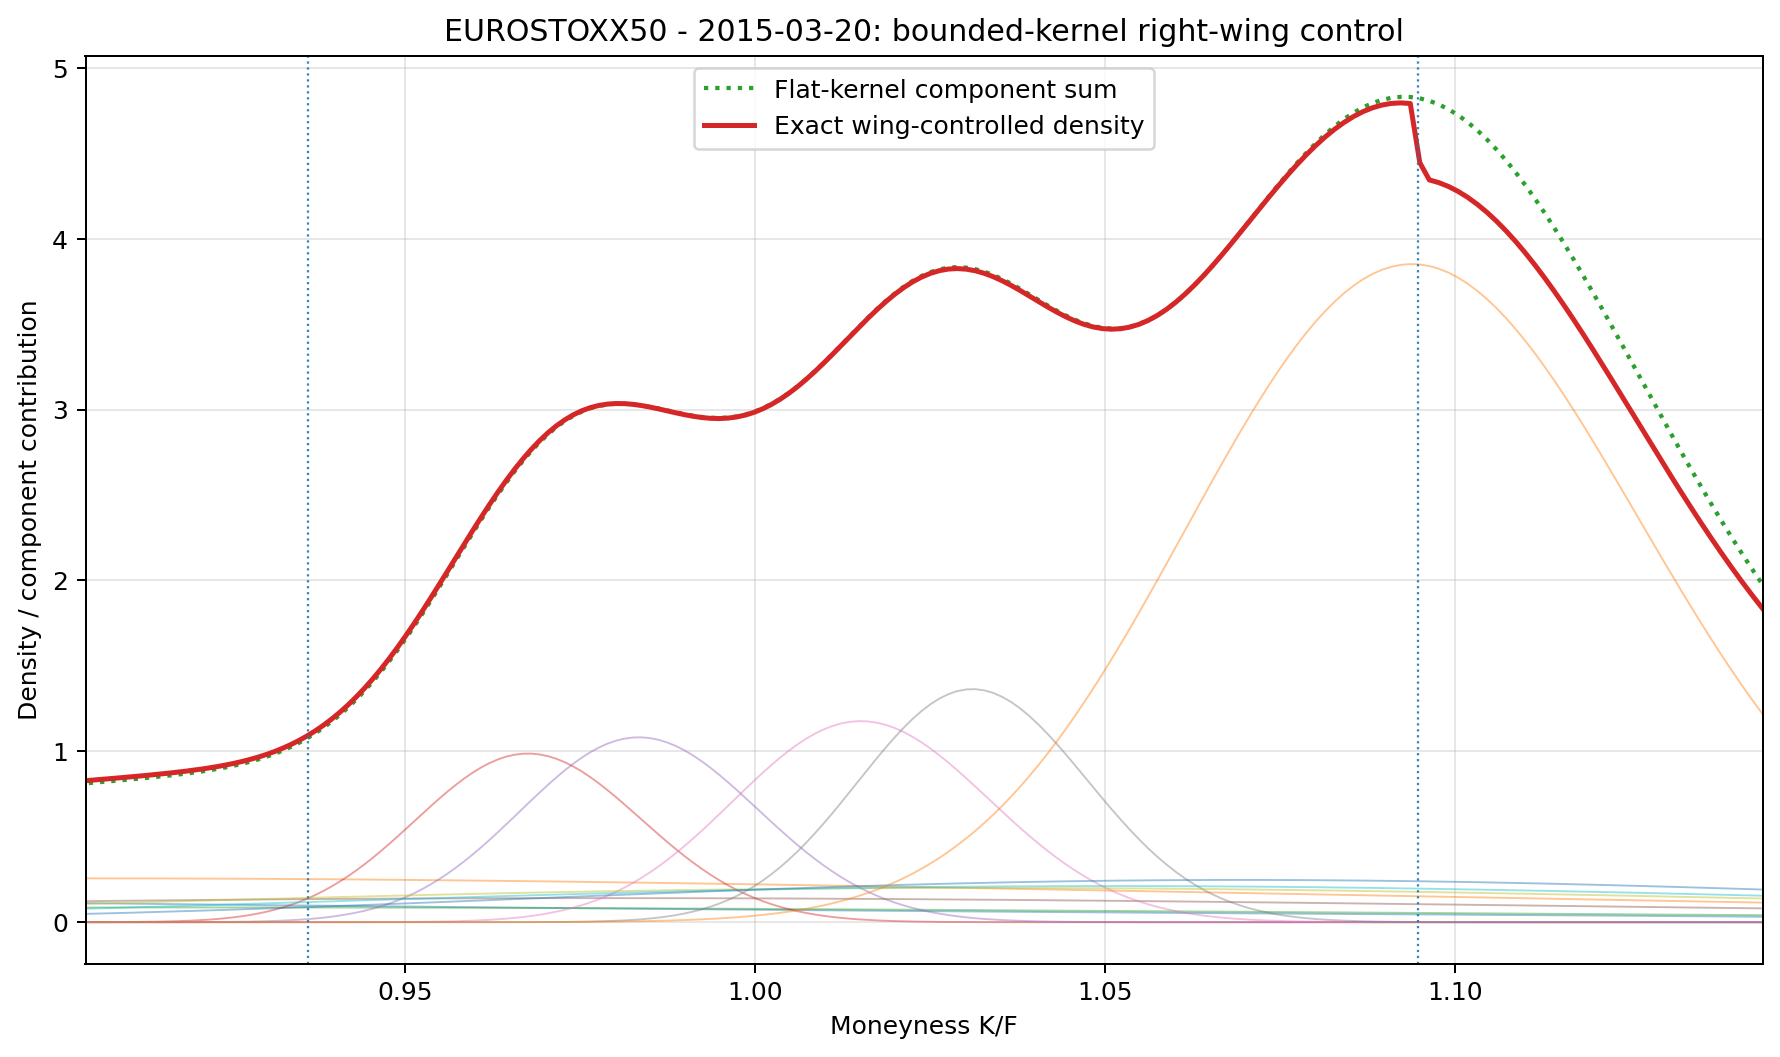 EUROSTOXX50 - 2015-03-20: bounded-kernel right-wing control
Flat-kernel component sum
Exact wing-controlled density
Density / component contribution
5
4
3
2
1
0
0.95
1.00
1.05
1.10
Moneyness K/F